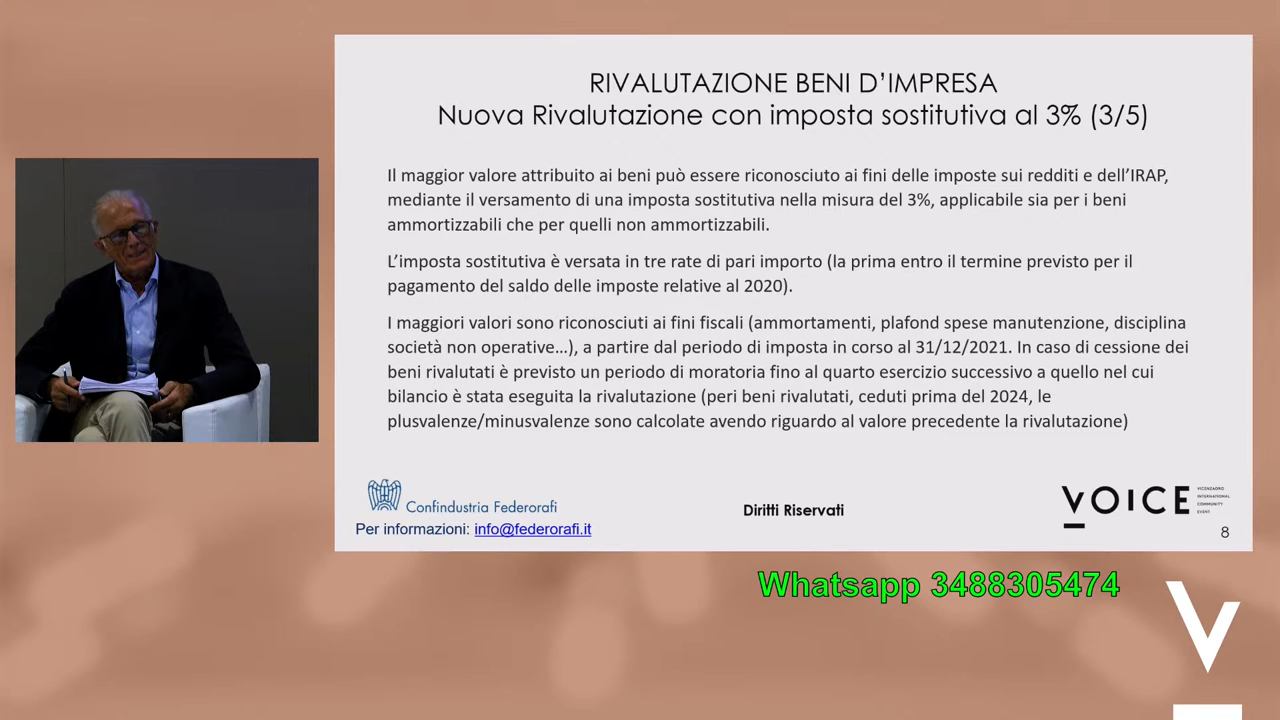 RIVALUTAZIONE BENI D’IMPRESA
Nuova Rivalutazione con imposta sostitutiva al 3% (3/5)
Il maggior valore attribuito ai beni può essere riconosciuto ai fini delle imposte sui redditi e dell’IRAP,
mediante il versamento di una imposta sostitutiva nella misura del 3%, applicabile sia per i beni
ammortizzabili che per quelli non ammortizzabili.
L’imposta sostitutiva è versata in tre rate di pari importo (la prima entro il termine previsto per il
pagamento del saldo delle imposte relative al 2020).
I maggiori valori sono riconosciuti ai fini fiscali (ammortamenti, plafond spese manutenzione, disciplina
società non operative…), a partire dal periodo di imposta in corso al 31/12/2021. In caso di cessione dei
beni rivalutati è previsto un periodo di moratoria fino al quarto esercizio successivo a quello nel cui
bilancio è stata eseguita la rivalutazione (peri beni rivalutati, ceduti prima del 2024, le
plusvalenze/minusvalenze sono calcolate avendo riguardo al valore precedente la rivalutazione)
Confindustria Federorafi
Per informazioni: info@federorafi.it
Diritti Riservati
VOICE
VICENZAORO
INTERNATIONAL
COMMUNITY
EVENT
8
Whatsapp 3488305474
V